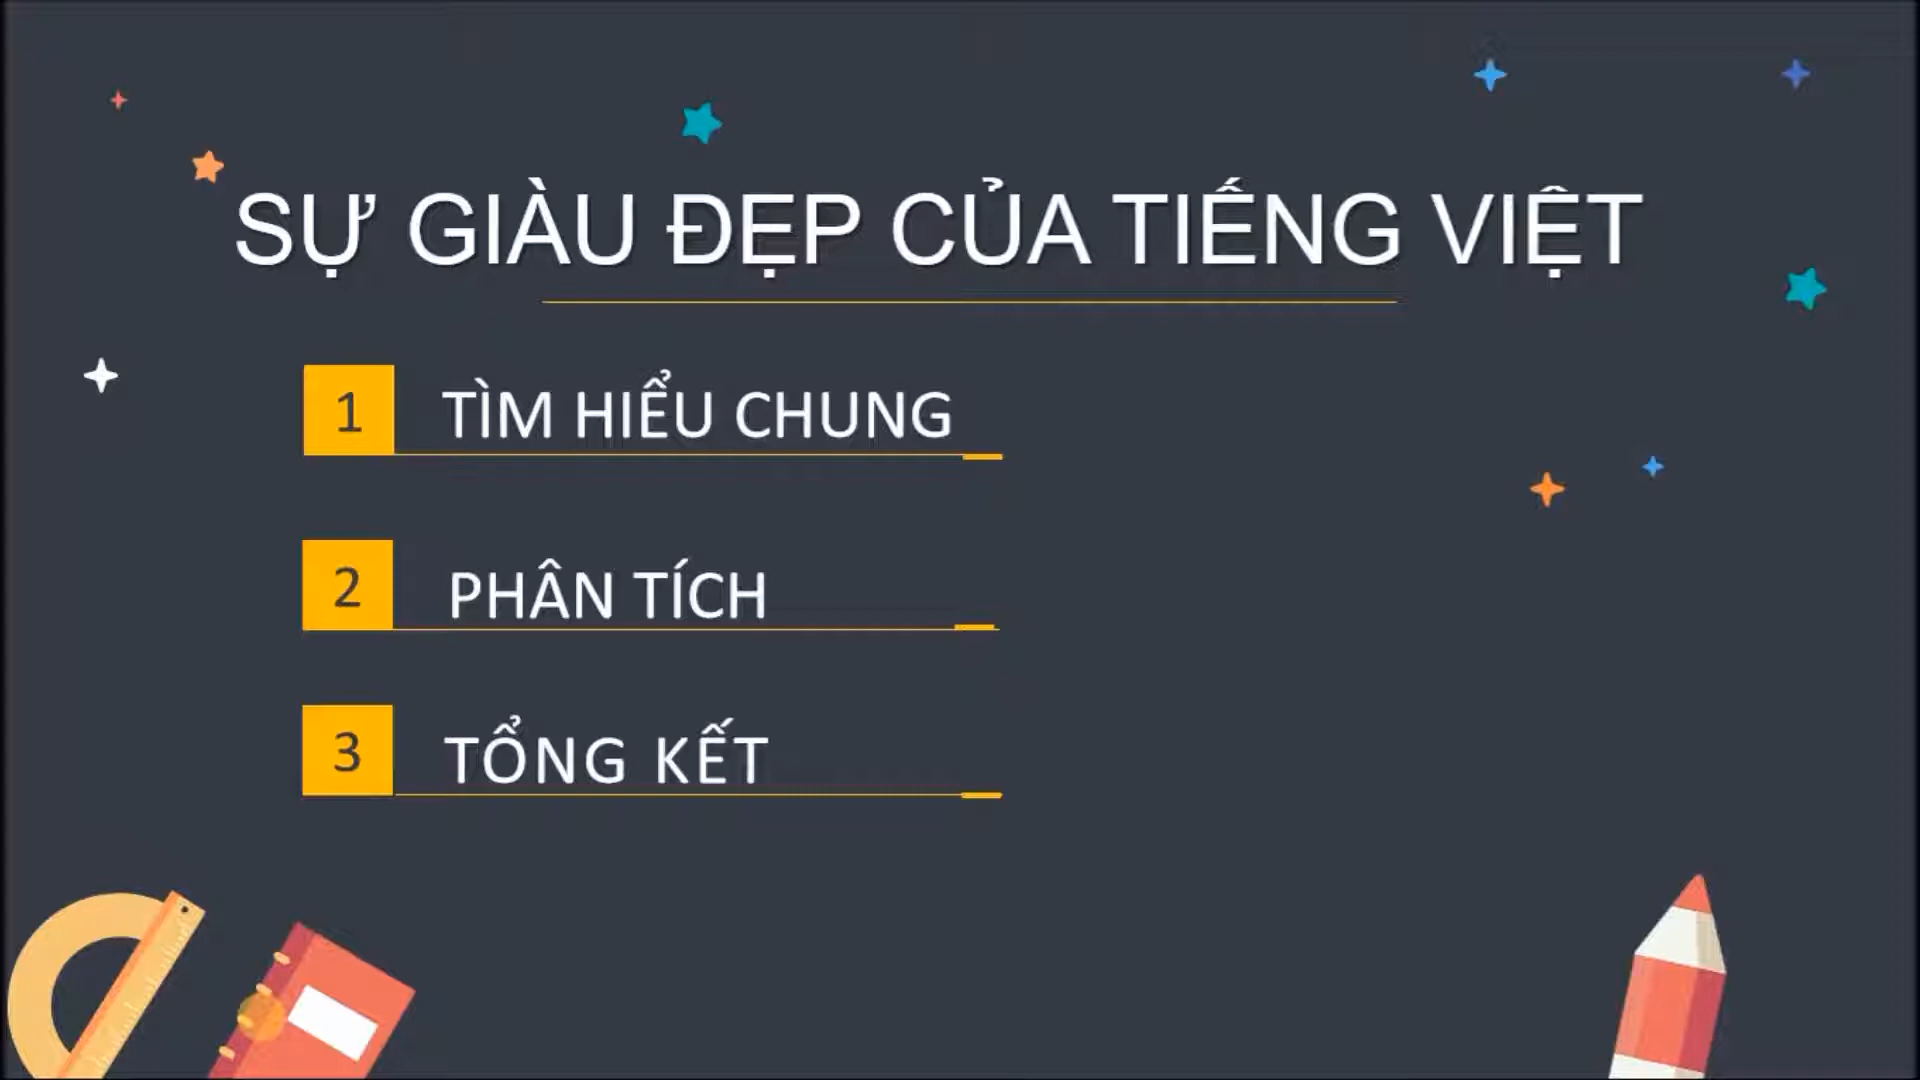 SỰ GIÀU ĐẸP CỦA TIẾNG VIỆT
1 TÌM HIỂU CHUNG
2 PHÂN TÍCH
3 TỔNG KẾT